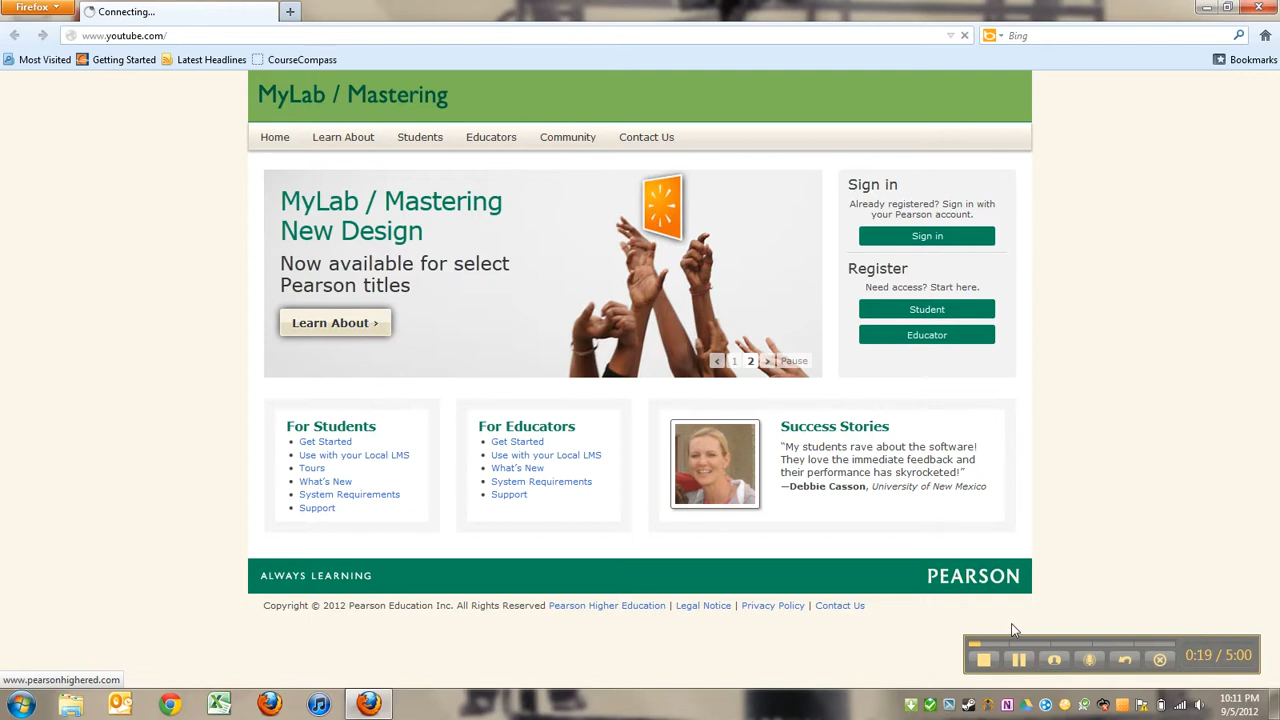 Firefox
Connecting...
www.youtube.com/
Bing
Most Visited
Getting Started
Latest Headlines
CourseCompass
Bookmarks
MyLab / Mastering
Home
Learn About
Students
Educators
Community
Contact Us
MyLab / Mastering
New Design
Now available for select
Pearson titles
Learn About ›
< 1 2 > Pause
Sign in
Already registered? Sign in with
your Pearson account.
Sign in
Register
Need access? Start here.
Student
Educator
For Students
Get Started
Use with your Local LMS
Tours
What's New
System Requirements
Support
For Educators
Get Started
Use with your Local LMS
What's New
System Requirements
Support
Success Stories
“My students rave about the software!
They love the immediate feedback and
their performance has skyrocketed!”
—Debbie Casson, University of New Mexico
ALWAYS LEARNING
PEARSON
Copyright © 2012 Pearson Education Inc. All Rights Reserved Pearson Higher Education | Legal Notice | Privacy Policy | Contact Us
0:19 / 5:00
www.pearsonhighered.com
10:11 PM
9/5/2012